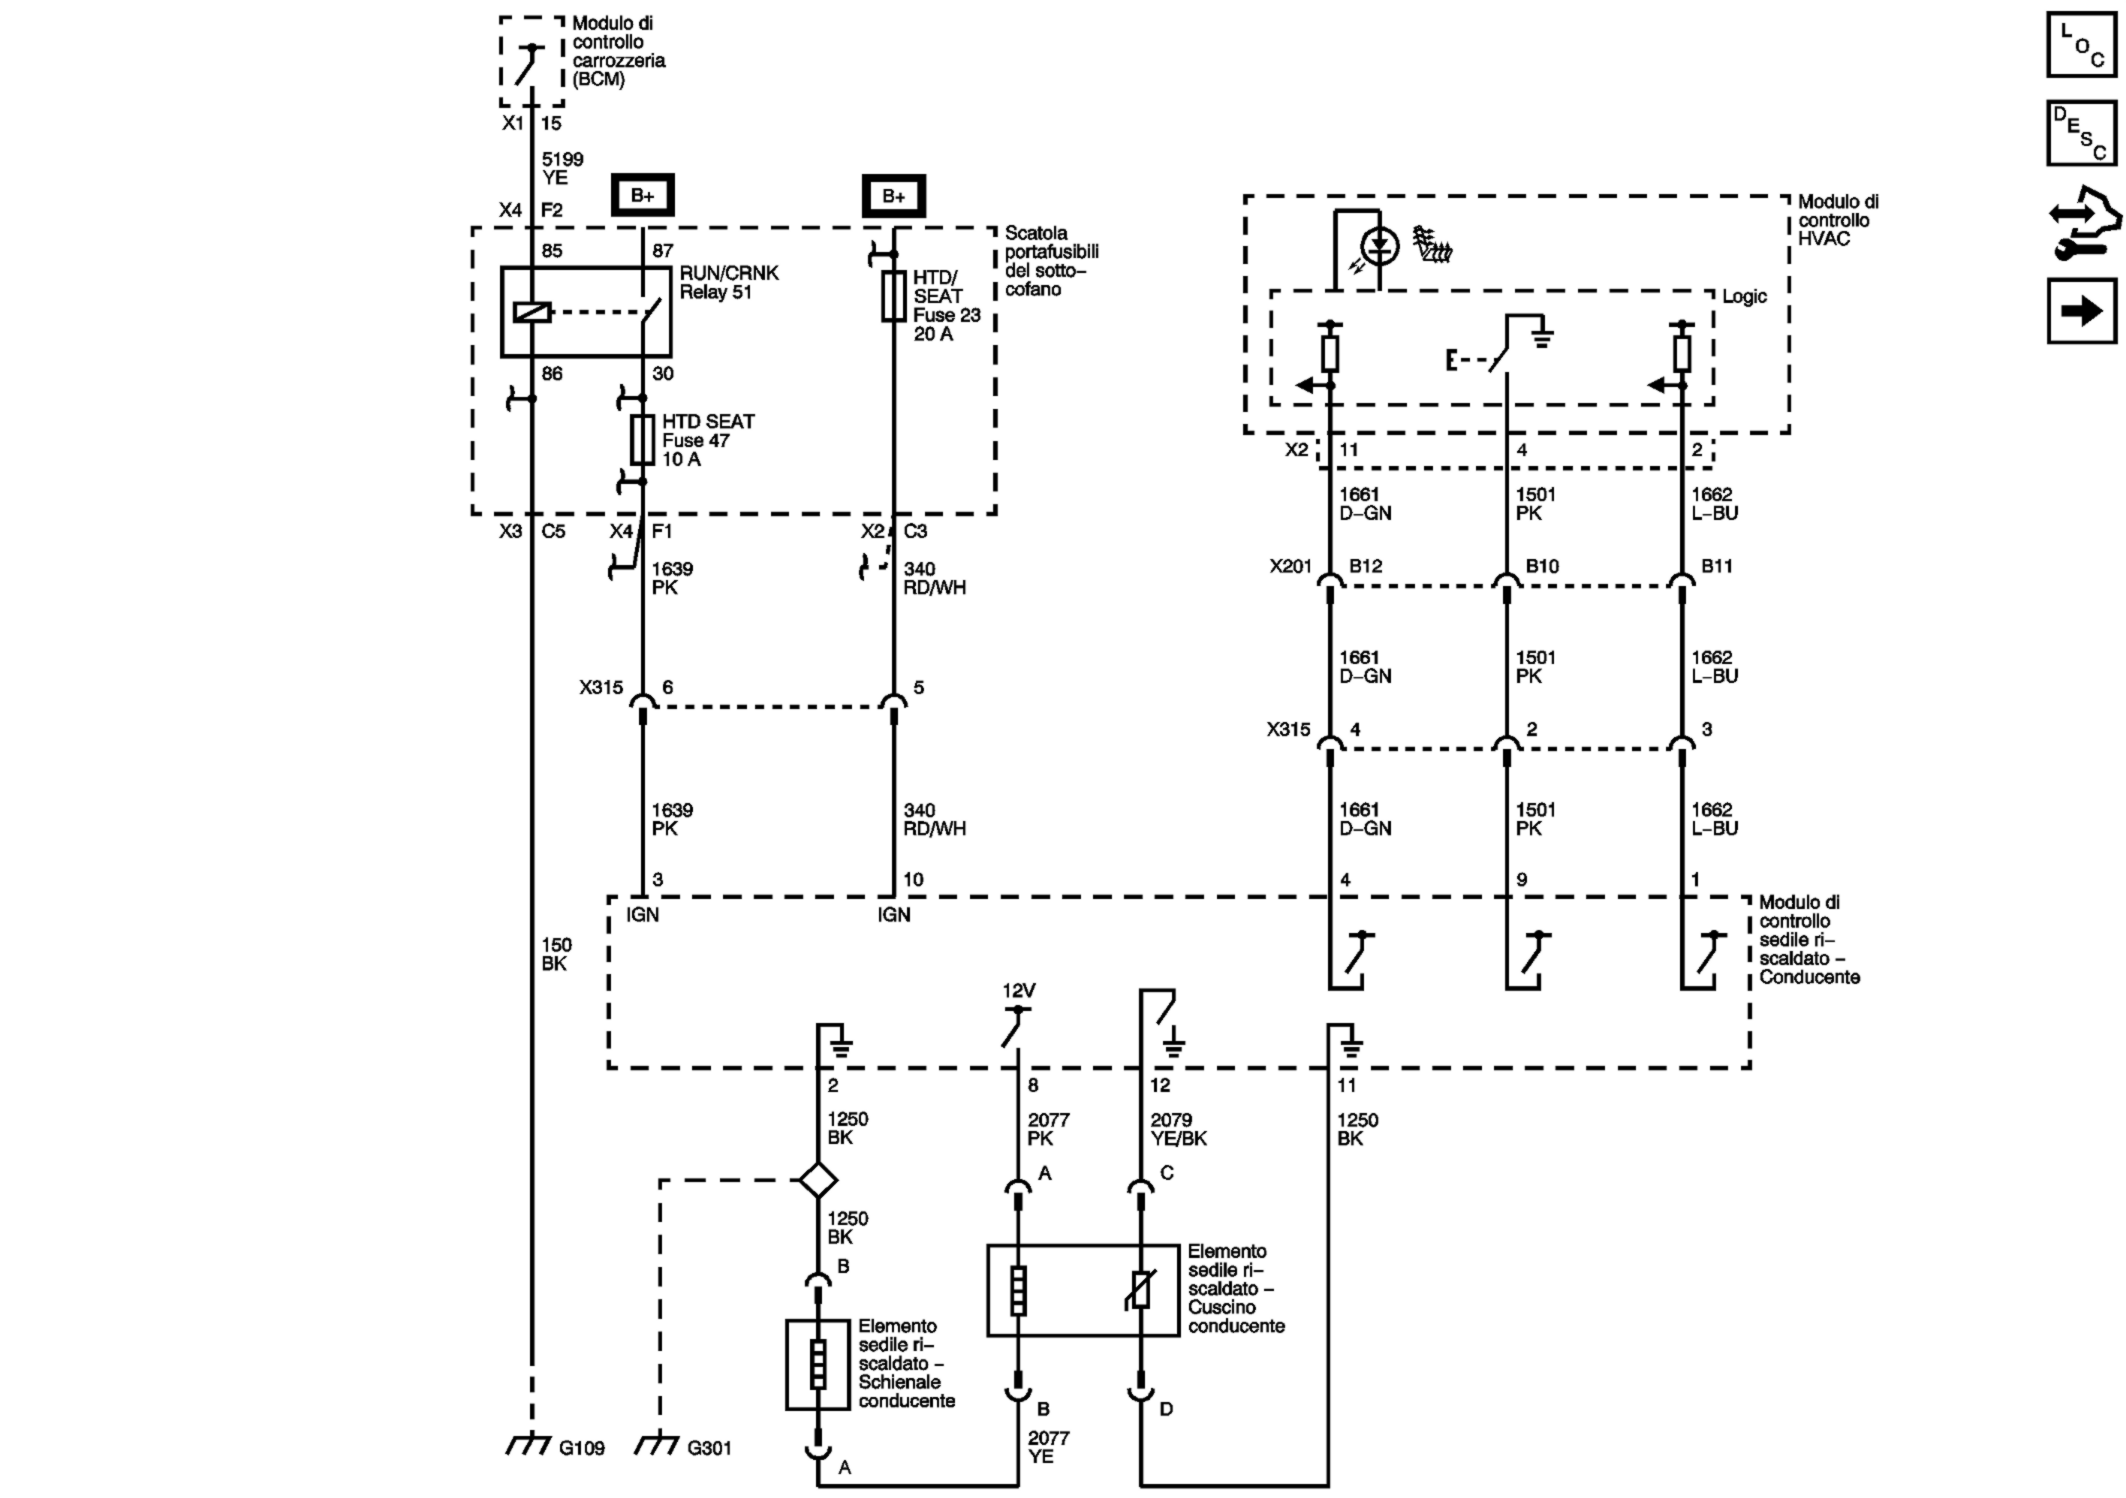 Modulo di
controllo
carrozzeria
(BCM)
X1 15
5199
YE
X4 F2
B+
B+
85
87
RUN/CRNK
Relay 51
86
30
HTD SEAT
Fuse 47
10 A
HTD/
SEAT
Fuse 23
20 A
Scatola
portafusibili
del sotto-
cofano
X3 C5
X4 F1
X2 C3
1639
PK
340
RD/WH
X315 6
5
1639
PK
340
RD/WH
3
10
IGN
IGN
150
BK
Modulo di
controllo
HVAC
Logic
X2 11
4
2
1661
D-GN
1501
PK
1662
L-BU
X201 B12
B10
B11
1661
D-GN
1501
PK
1662
L-BU
X315 4
2
3
1661
D-GN
1501
PK
1662
L-BU
4
9
1
Modulo di
controllo
sedile ri-
scaldato -
Conducente
12V
2
8
12
11
1250
BK
2077
PK
2079
YE/BK
1250
BK
A
C
1250
BK
B
Elemento
sedile ri-
scaldato -
Cuscino
conducente
Elemento
sedile ri-
scaldato -
Schienale
conducente
B
D
2077
YE
A
G109
G301
LOC
DESC